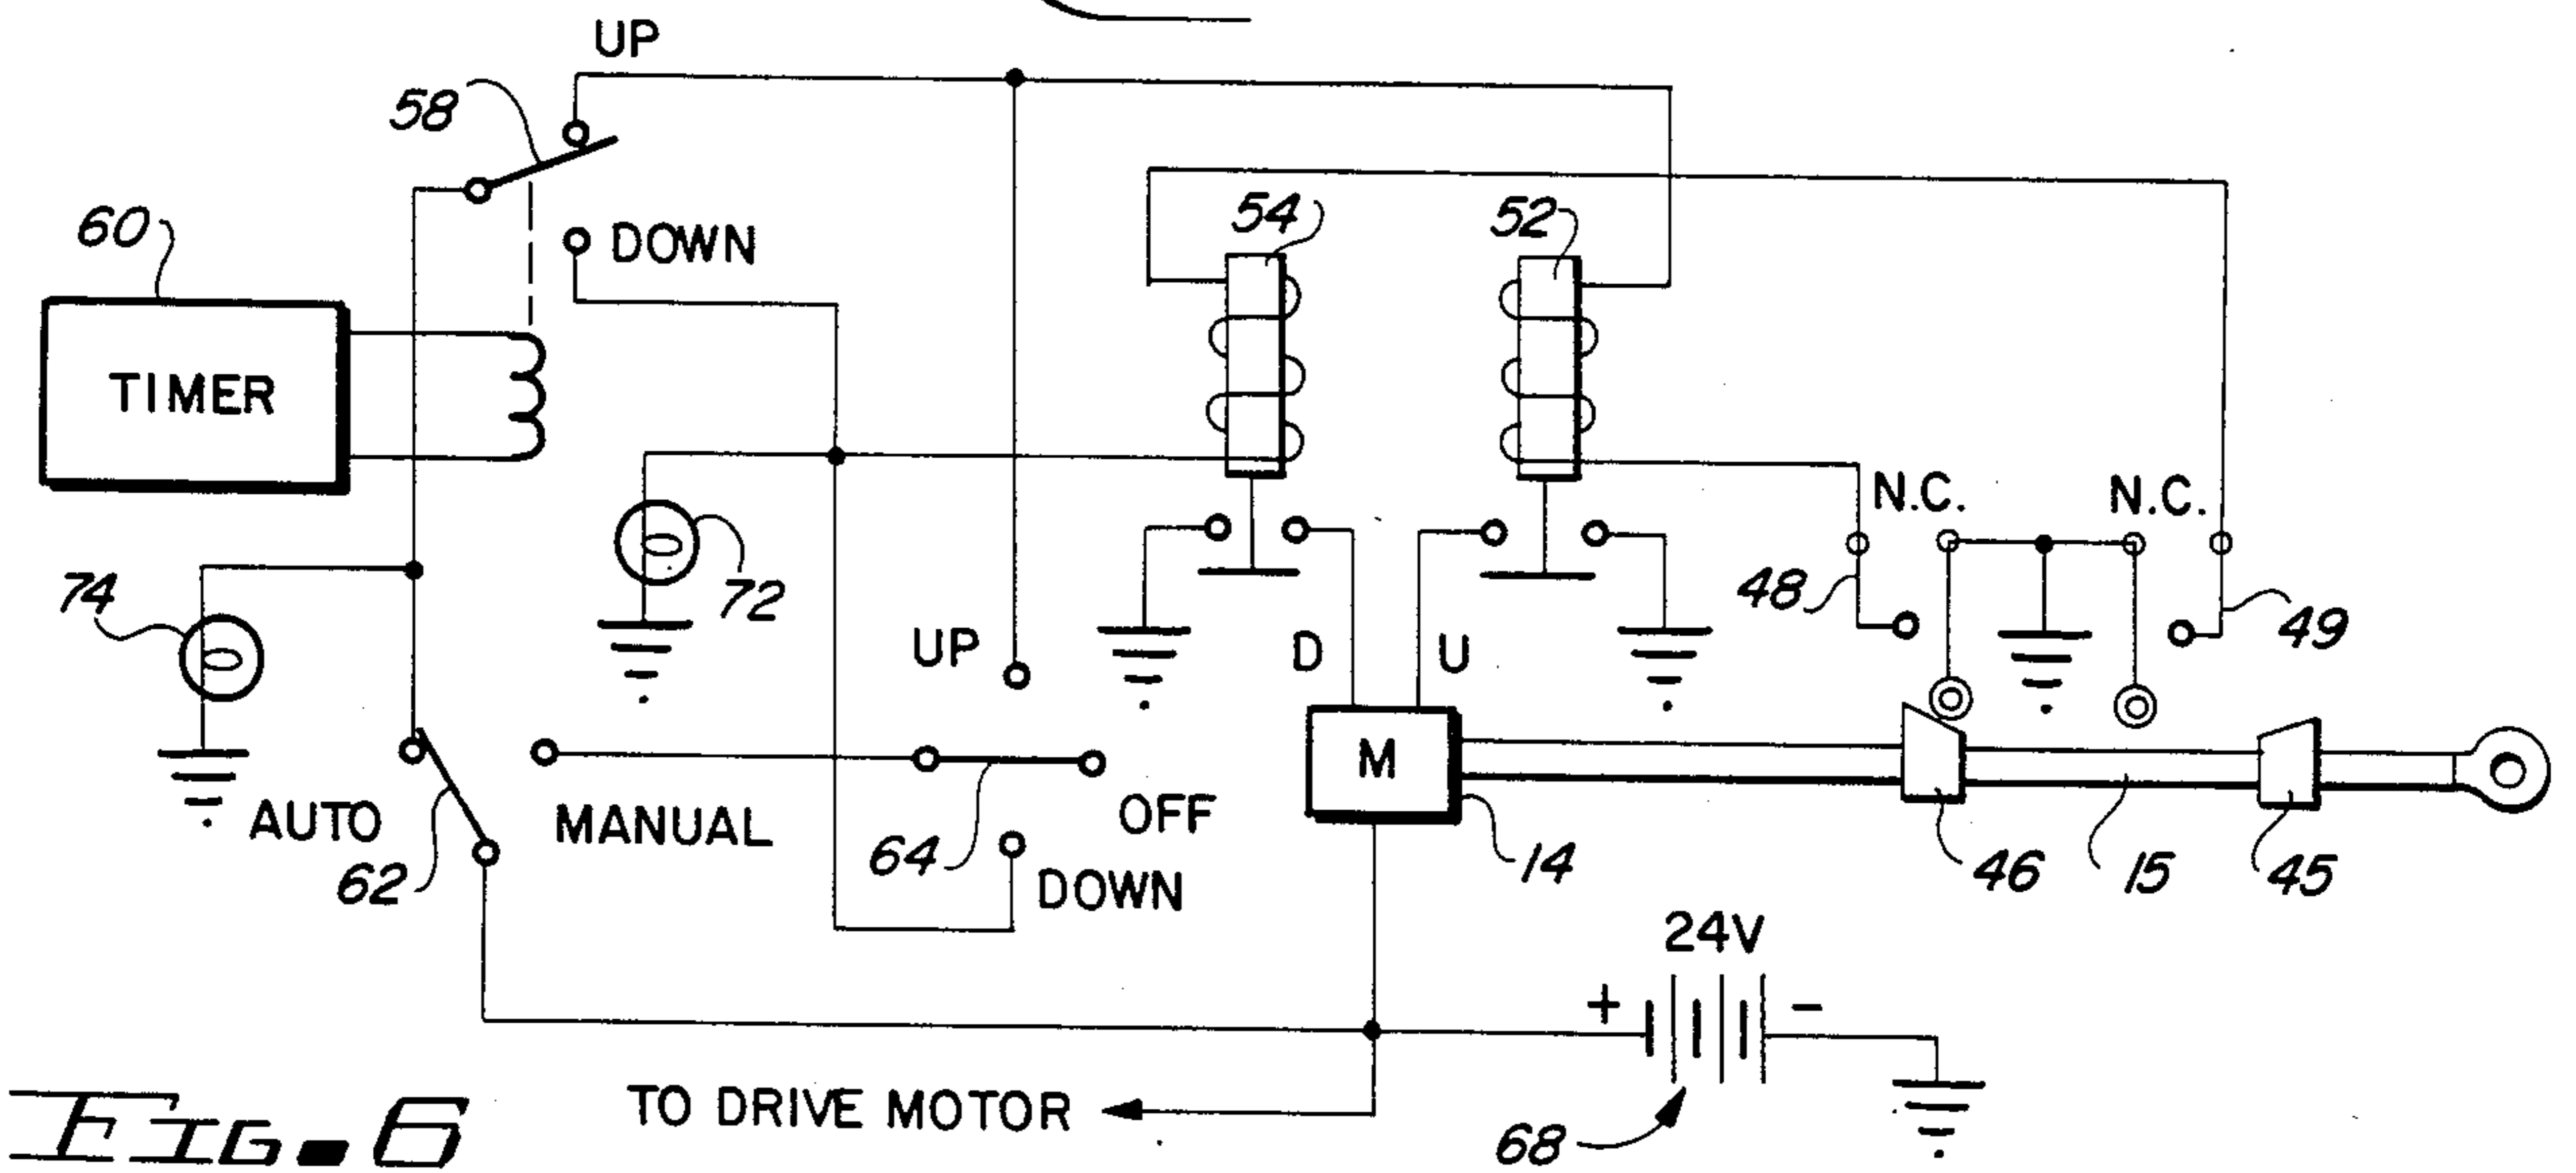 UP
58
60
DOWN
54
52
TIMER
N.C.
N.C.
74
72
48
49
UP
D
U
M
AUTO
MANUAL
OFF
62
64
14
46
15
45
DOWN
24V
+
-
TO DRIVE MOTOR
68
FIG. 6